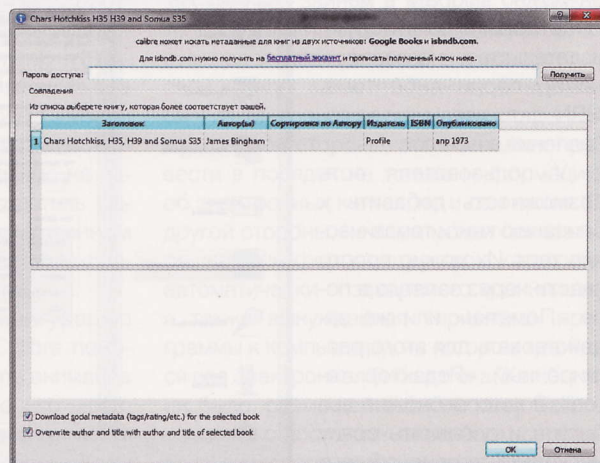 Chars Hotchkiss H35 H39 and Somua S35
calibre может искать метаданные для книг из двух источников: Google Books и isbndb.com.
Для isbndb.com нужно получить на бесплатный эккаунт и прописать полученный ключ ниже.
Пароль доступа: Получить
Совпадения
Из списка выберете книгу, которая более соответствует вашей.
Заголовок Автор(ы) Сортировка по Автору Издатель ISBN Опубликовано
1 Chars Hotchkiss, H35, H39 and Somua S35 James Bingham Profile апр 1973
Download social metadata (tags/rating/etc.) for the selected book
Overwrite author and title with author and title of selected book
OK Отмена